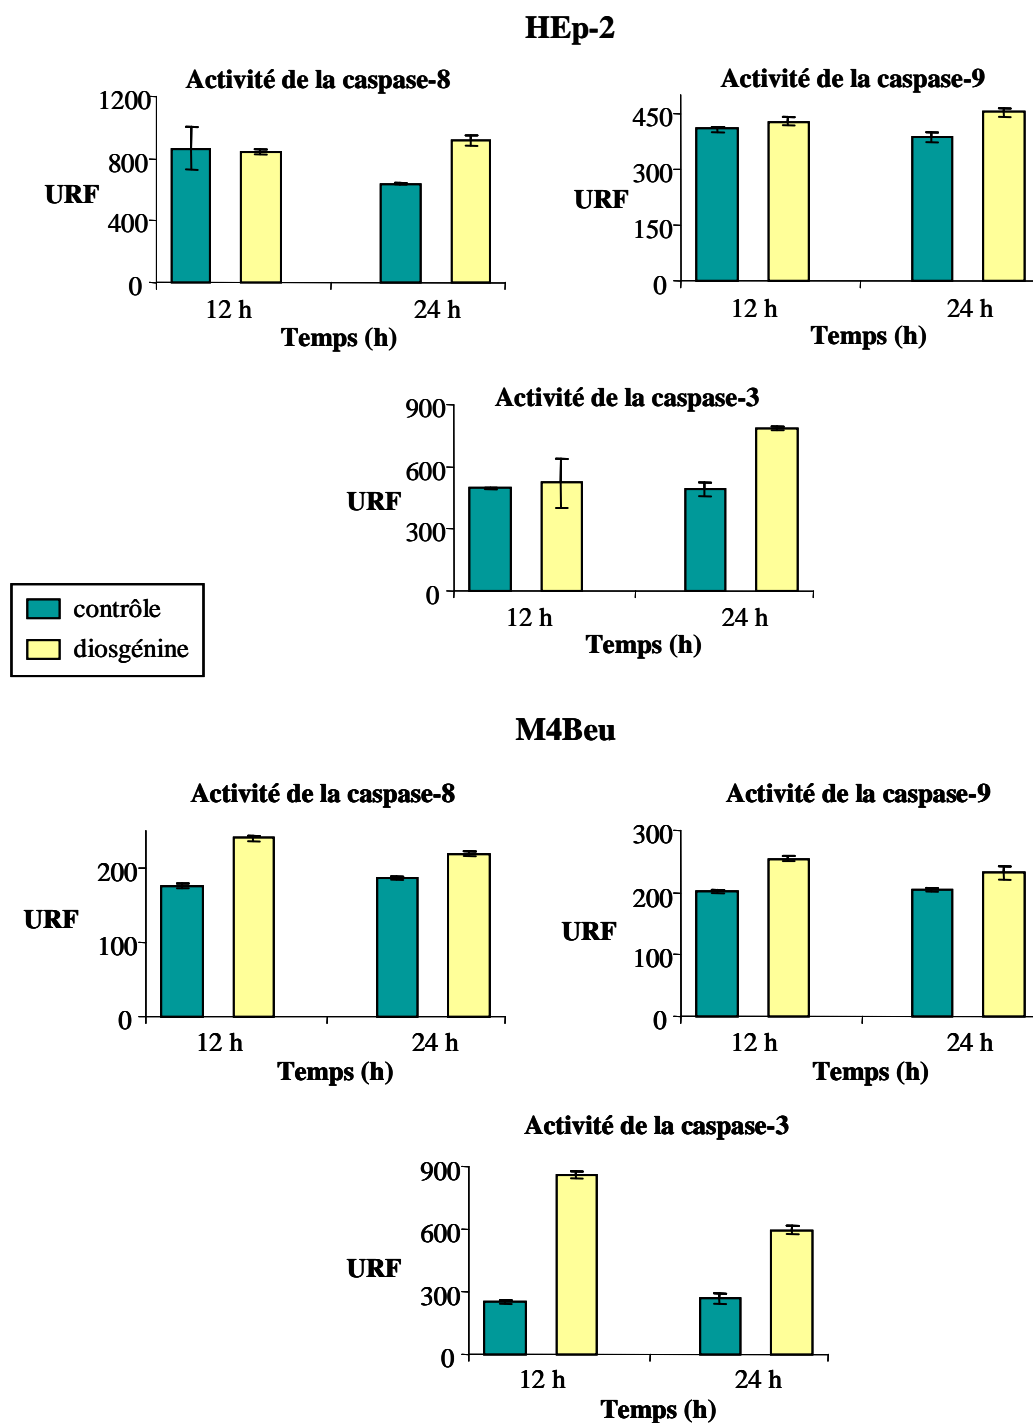 HEp-2
Activité de la caspase-8
1200
800
URF
400
0
12 h
24 h
Temps (h)
Activité de la caspase-9
450
300
URF
150
0
12 h
24 h
Temps (h)
Activité de la caspase-3
900
600
URF
300
0
12 h
24 h
Temps (h)
contrôle
diosgénine
M4Beu
Activité de la caspase-8
200
URF
100
0
12 h
24 h
Temps (h)
Activité de la caspase-9
300
200
URF
100
0
12 h
24 h
Temps (h)
Activité de la caspase-3
900
600
URF
300
0
12 h
24 h
Temps (h)